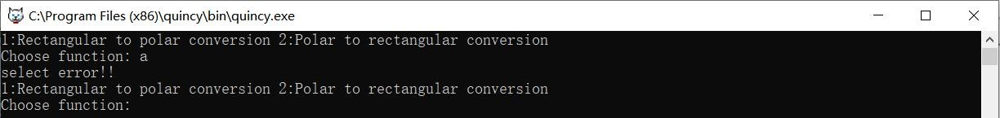 C:\Program Files (x86)\quincy\bin\quincy.exe
1:Rectangular to polar conversion 2:Polar to rectangular conversion
Choose function: a
select error!!
1:Rectangular to polar conversion 2:Polar to rectangular conversion
Choose function: